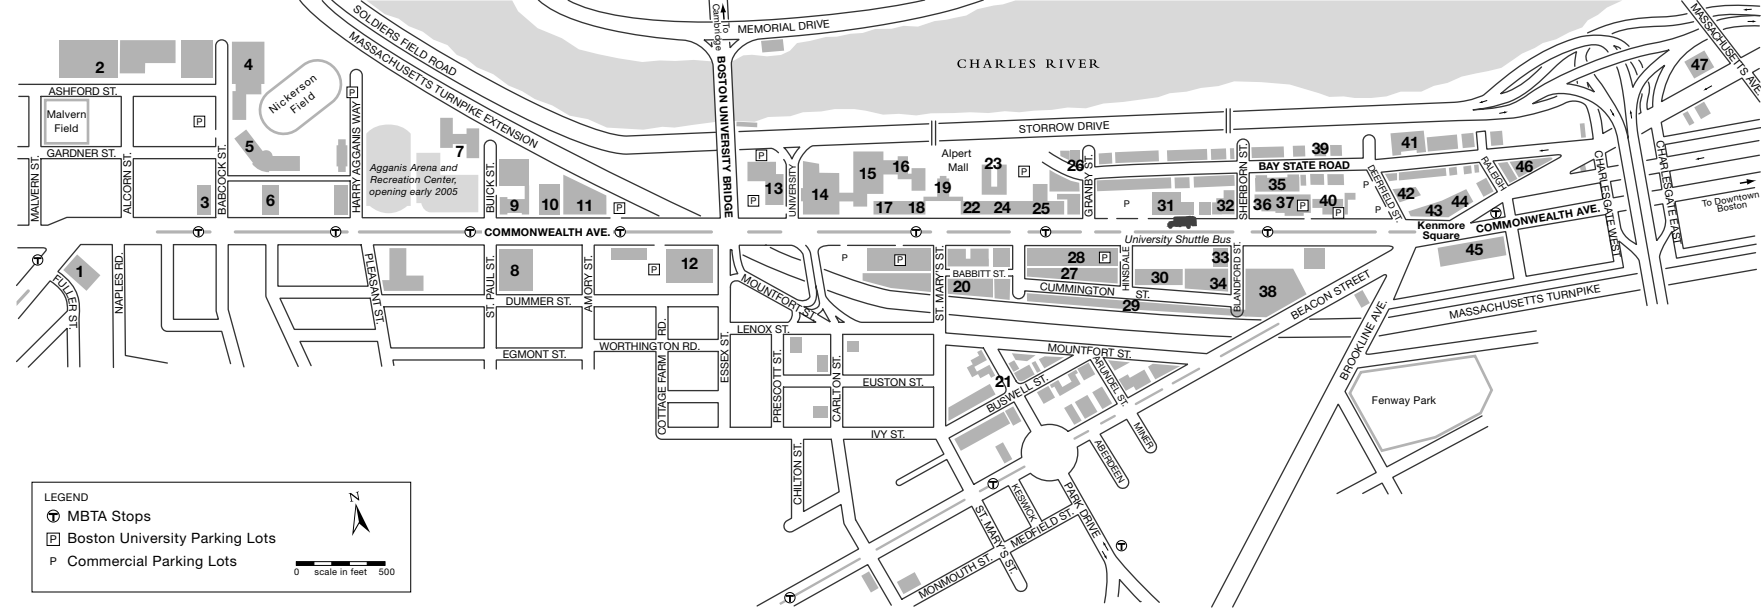 To
Cambridge
MEMORIAL DRIVE
CHARLES RIVER
SOLDIERS FIELD ROAD
MASSACHUSETTS TURNPIKE EXTENSION
BOSTON UNIVERSITY BRIDGE
MASSACHUSETTS AVE.
47
2
4
Nickerson
Field
ASHFORD ST.
Malvern
Field
P
P
HARRY AGGANIS WAY
5
7
GARDNER ST.
Agganis Arena and
Recreation Center,
opening early 2005
MALVERN ST.
ALCORN ST.
BABCOCK ST.
BUICK ST.
3
6
9
10
11
P
P
P
13
UNIVERSITY
14
15
16
Alpert
Mall
19
23
P
17
18
22
24
25
26
GRANBY ST.
STORROW DRIVE
39
41
BAY STATE ROAD
SHERBORN ST.
P
31
32
35
36
37
P
40
P
P
P
DEERFIELD ST.
42
43
44
RALEIGH
46
CHARLESGATE WEST
CHARLESGATE EAST
To Downtown
Boston
T
T
T
COMMONWEALTH AVE.
T
T
T
T
T
Kenmore
Square
COMMONWEALTH AVE.
University Shuttle Bus
T
1
FULLER ST.
NAPLES RD.
PLEASANT ST.
ST. PAUL ST.
8
AMORY ST.
P
12
P
P
ST. MARY'S ST.
28
P
27
HINSDALE
33
30
34
BLANDFORD ST.
38
45
BABBITT ST.
20
CUMMINGTON ST.
29
MOUNTFORT ST.
BEACON STREET
BROOKLINE AVE.
MASSACHUSETTS TURNPIKE
DUMMER ST.
EGMONT ST.
WORTHINGTON RD.
COTTAGE FARM RD.
ESSEX ST.
LENOX ST.
PRESCOTT ST.
CARLTON ST.
EUSTON ST.
IVY ST.
CHILTON ST.
MOUNTFORT ST.
21
BUSWELL ST.
ARUNDEL ST.
MINER
ABERDEEN
Fenway Park
T
KESWICK
PARK DRIVE
ST. MARY'S ST.
MEDFIELD ST.
MONMOUTH ST.
T
T
LEGEND
N
T MBTA Stops
P Boston University Parking Lots
P Commercial Parking Lots
0 scale in feet 500